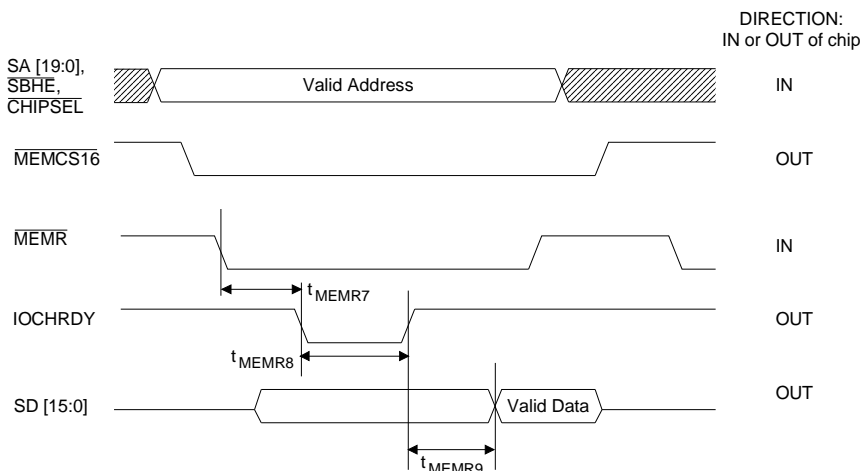 DIRECTION:
IN or OUT of chip
SA [19:0],
SBHE,
CHIPSEL
Valid Address
IN
MEMCS16
OUT
MEMR
IN
tMEMR7
IOCHRDY
OUT
tMEMR8
SD [15:0]
Valid Data
OUT
tMEMR9